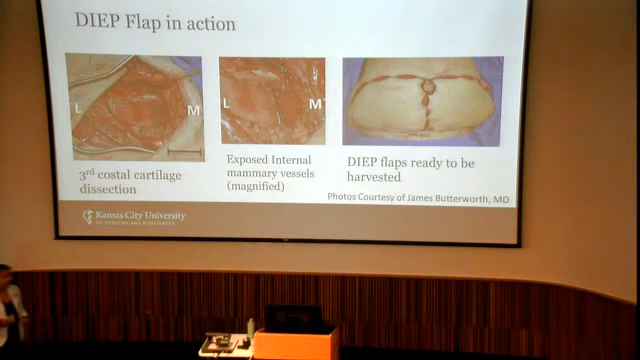 DIEP Flap in action
L M
L M
3rd costal cartilage
dissection
Exposed Internal
mammary vessels
(magnified)
DIEP flaps ready to be
harvested
Photos Courtesy of James Butterworth, MD
Kansas City University